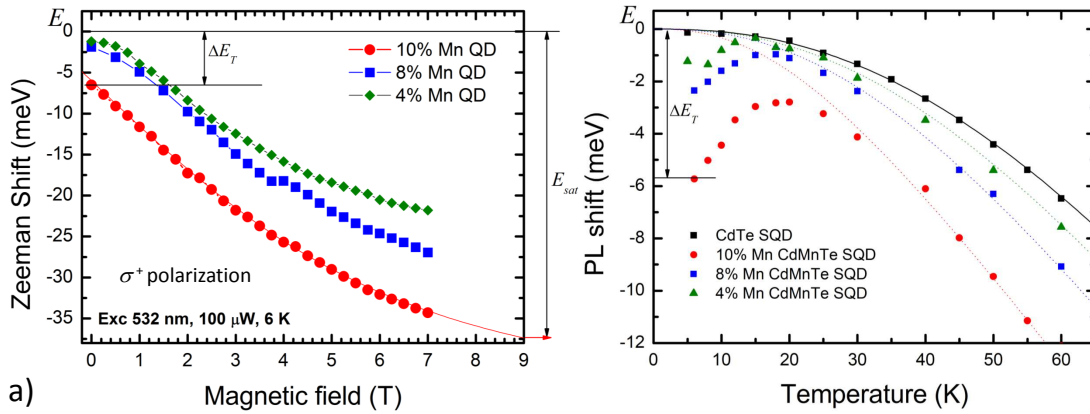 E₀
0
-5
-10
-15
-20
-25
-30
-35
Zeeman Shift (meV)
ΔE_T
10% Mn QD
8% Mn QD
4% Mn QD
E_sat
σ⁺ polarization
Exc 532 nm, 100 μW, 6 K
0 1 2 3 4 5 6 7 8 9
Magnetic field (T)
a)
E₀
0
-2
-4
-6
-8
-10
-12
PL shift (meV)
ΔE_T
CdTe SQD
10% Mn CdMnTe SQD
8% Mn CdMnTe SQD
4% Mn CdMnTe SQD
0 10 20 30 40 50 60
Temperature (K)